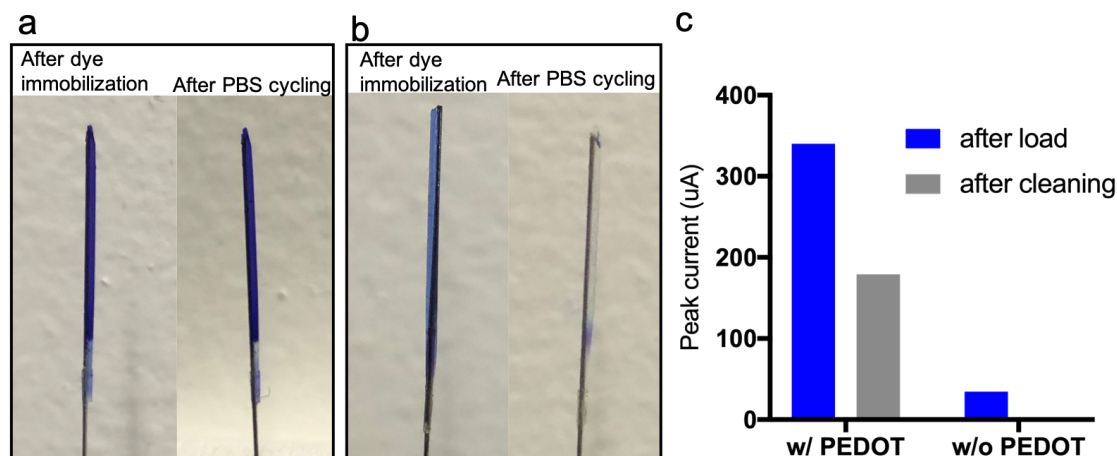 a
After dye
immobilization
After PBS cycling
b
After dye
immobilization
After PBS cycling
c
400
300
200
100
0
Peak current (uA)
after load
after cleaning
w/ PEDOT
w/o PEDOT